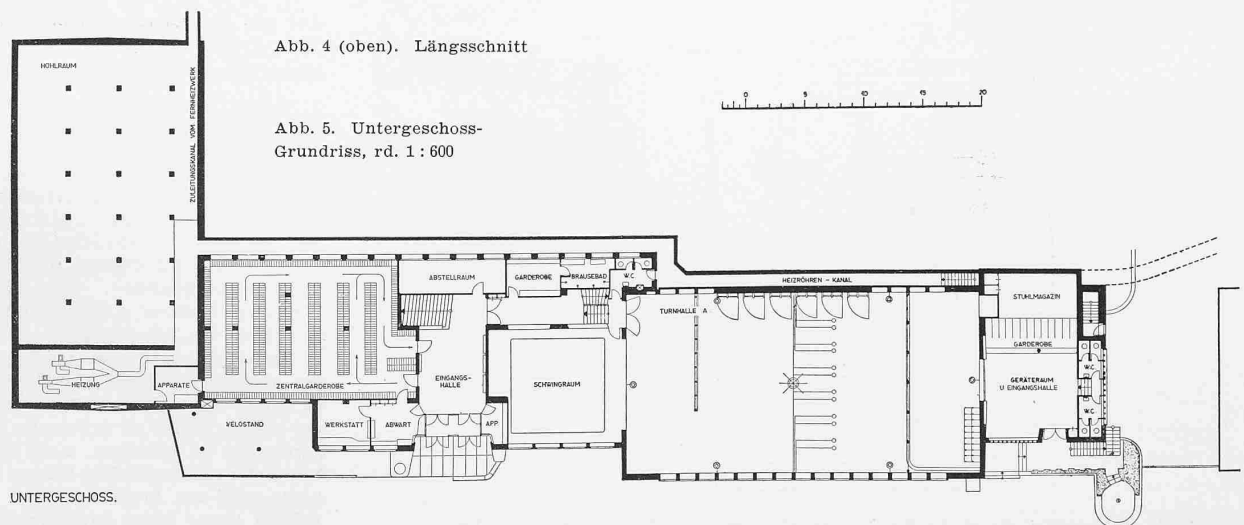 Abb. 4 (oben). Längsschnitt
0 5 10 15 20
Abb. 5. Untergeschoss-
Grundriss, rd. 1 : 600
HOHLRAUM
ZULEITUNGSKANAL VOM FERNHEIZWERK
ABSTELLRAUM
GARDEROBE
BRAUSEBAD
W.C.
HEIZRÖHREN – KANAL
STUHLMAGAZIN
TURNHALLE A
GARDEROBE
HEIZUNG
APPARATE
ZENTRALGARDEROBE
EINGANGS-
HALLE
SCHWINGRAUM
GERÄTERAUM
U. EINGANGSHALLE
W.C.
W.C.
VELOSTAND
WERKSTATT
ABWART
APP.
UNTERGESCHOSS.